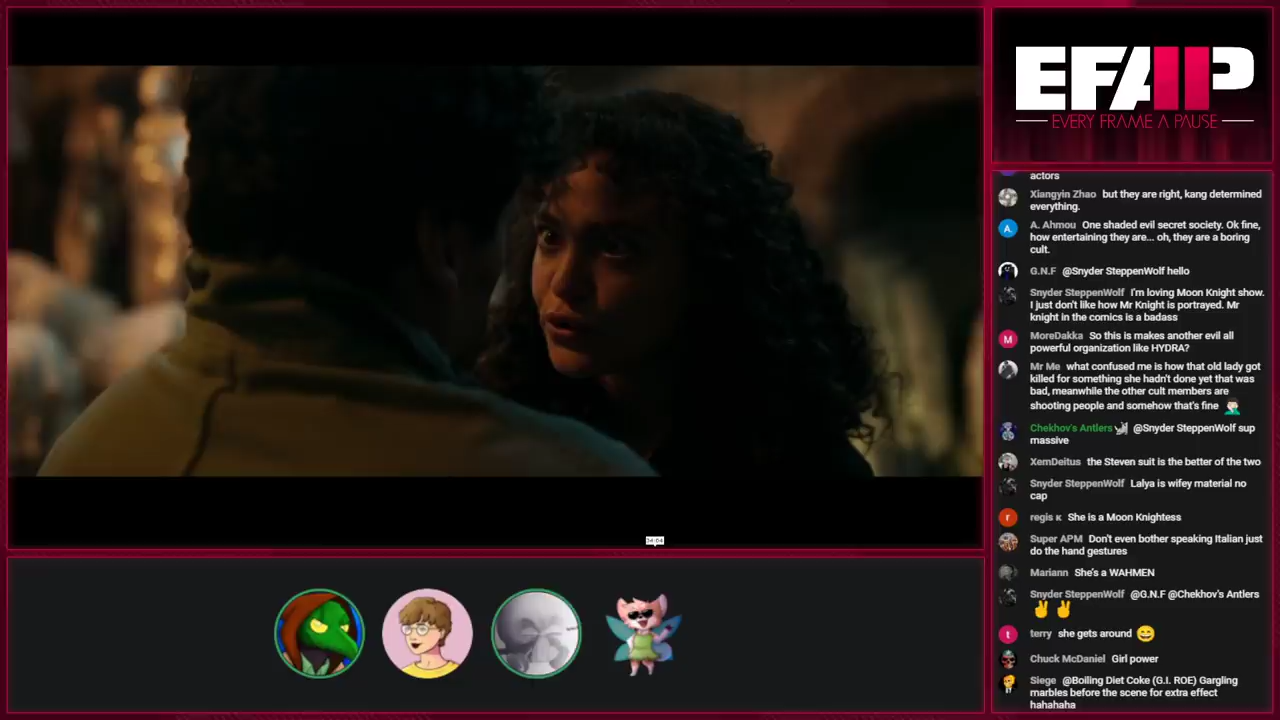 EFAP
EVERY FRAME A PAUSE
actors
Xiangyin Zhao but they are right, kang determined
everything.
A. Ahmou One shaded evil secret society. Ok fine,
how entertaining they are... oh, they are a boring
cult.
G.N.F @Snyder SteppenWolf hello
Snyder SteppenWolf I'm loving Moon Knight show.
I just don't like how Mr Knight is portrayed. Mr
knight in the comics is a badass
MoreDakka So this is makes another evil all
powerful organization like HYDRA?
Mr Me what confused me is how that old lady got
killed for something she hadn't done yet that was
bad, meanwhile the other cult members are
shooting people and somehow that's fine 🤦🏻‍♂️
Chekhov's Antlers @Snyder SteppenWolf sup
massive
XemDeitus the Steven suit is the better of the two
Snyder SteppenWolf Lalya is wifey material no
cap
regis κ She is a Moon Knightess
Super APM Don't even bother speaking Italian just
do the hand gestures
Mariann She's a WAHMEN
Snyder SteppenWolf @G.N.F @Chekhov's Antlers
✌️ ✌️
terry she gets around 😄
Chuck McDaniel Girl power
Siege @Boiling Diet Coke (G.I. ROE) Gargling
marbles before the scene for extra effect
hahahaha
34:04
A.
M
r
t